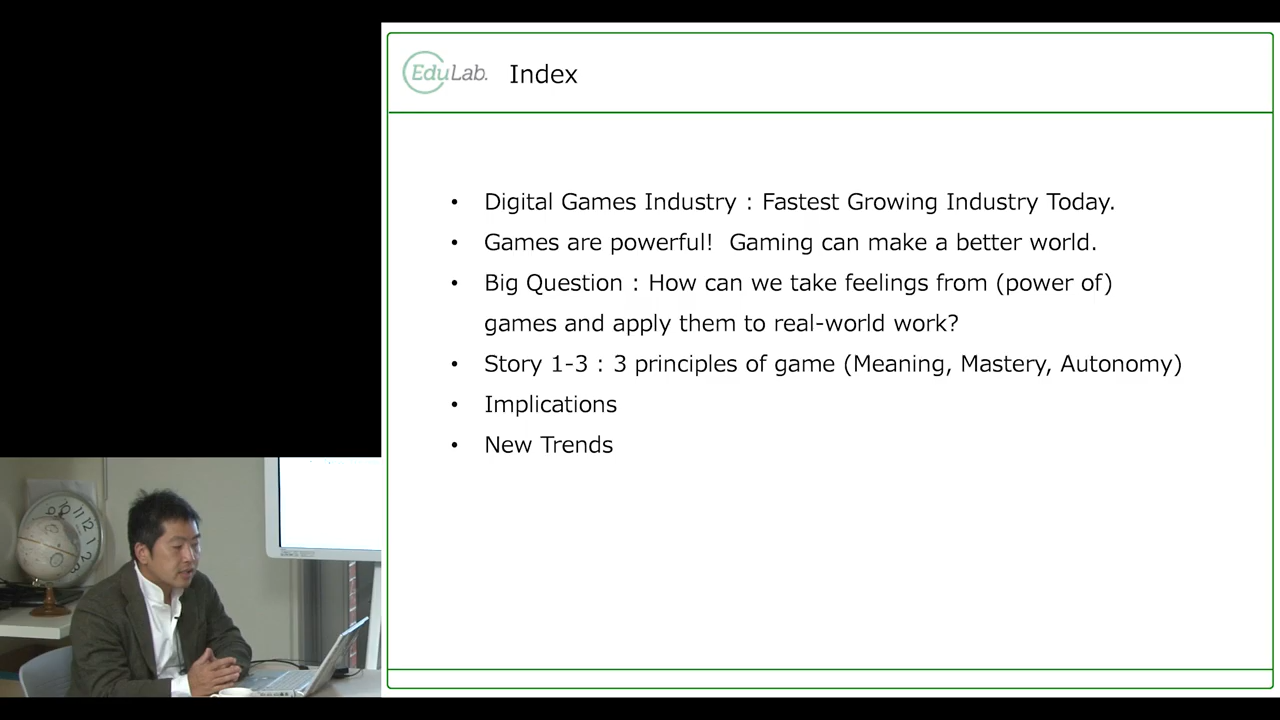 EduLab.
Index
• Digital Games Industry : Fastest Growing Industry Today.
• Games are powerful!  Gaming can make a better world.
• Big Question : How can we take feelings from (power of)
games and apply them to real-world work?
• Story 1-3 : 3 principles of game (Meaning, Mastery, Autonomy)
• Implications
• New Trends